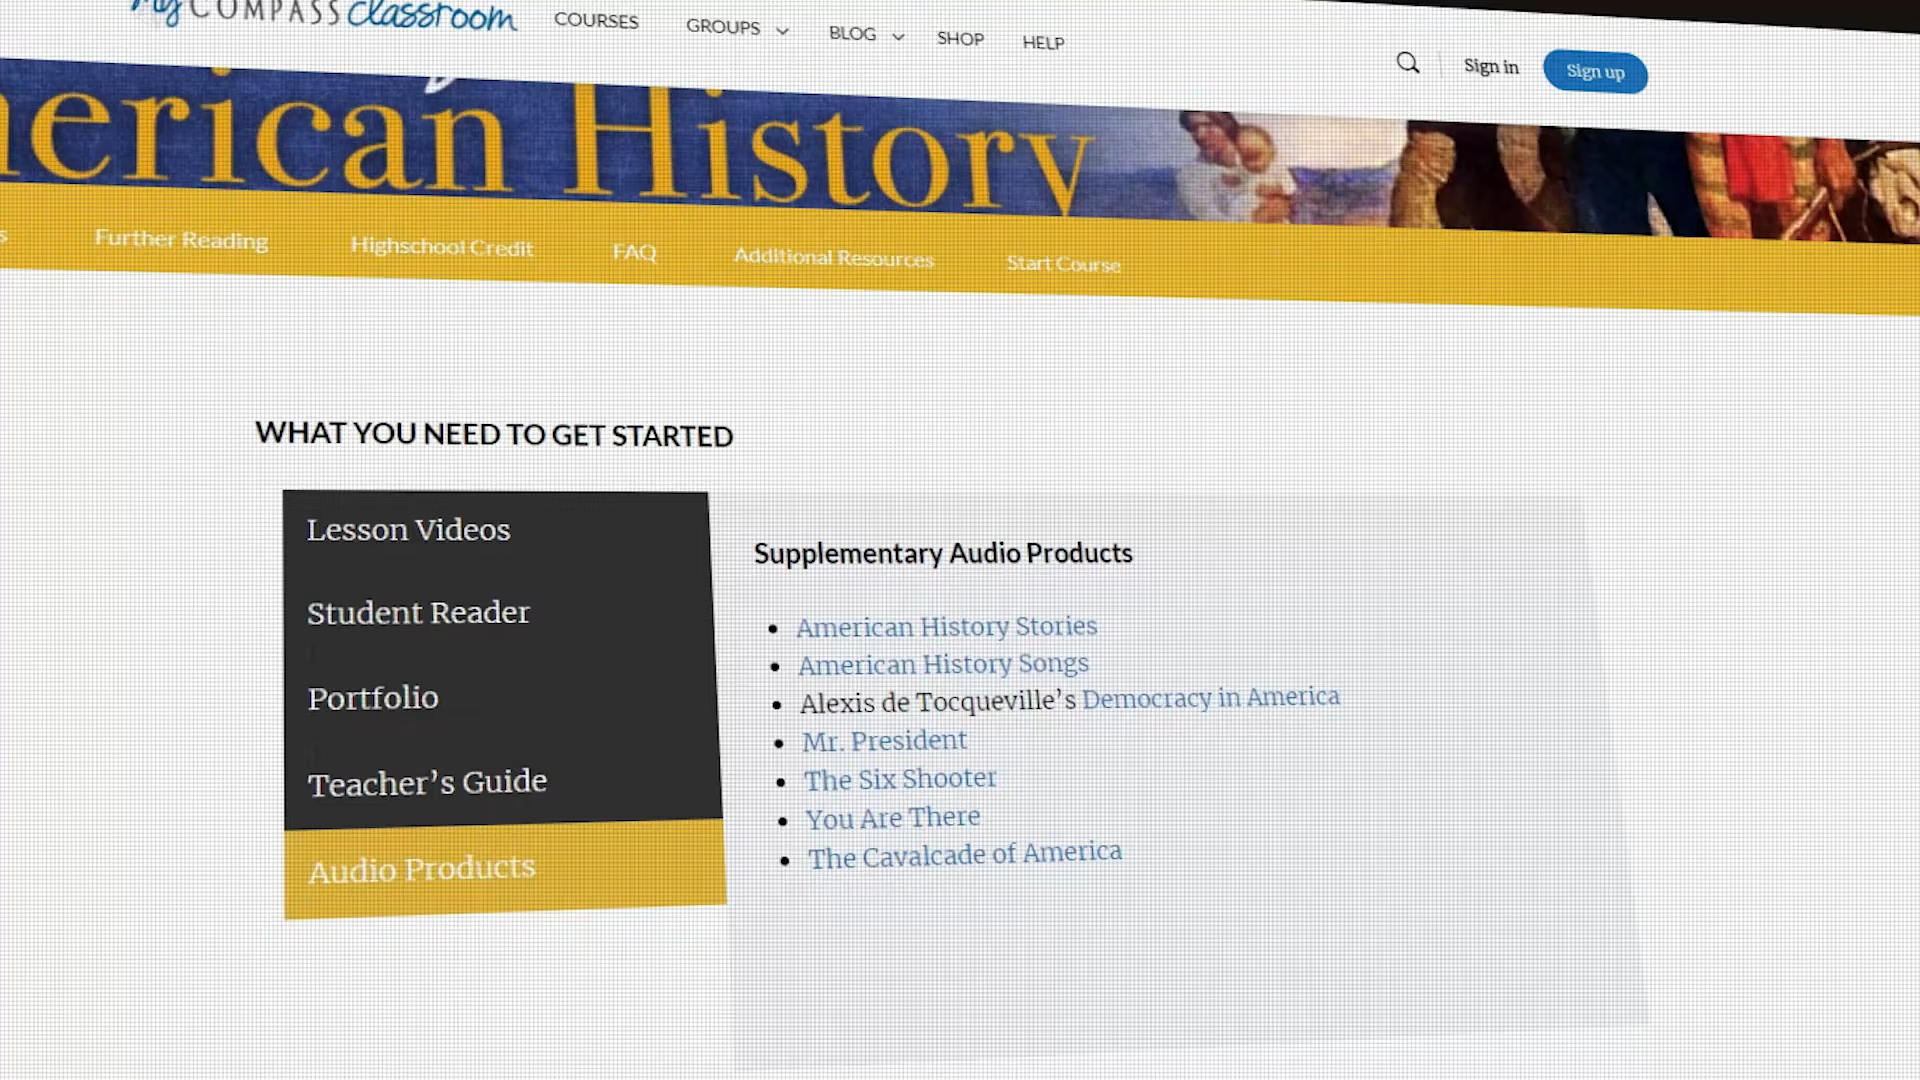 my COMPASS classroom
COURSES GROUPS BLOG SHOP HELP
Sign in Sign up
erican History
Further Reading Highschool Credit FAQ Additional Resources Start Course
WHAT YOU NEED TO GET STARTED
Lesson Videos
Student Reader
Portfolio
Teacher’s Guide
Audio Products
Supplementary Audio Products
American History Stories
American History Songs
Alexis de Tocqueville’s Democracy in America
Mr. President
The Six Shooter
You Are There
The Cavalcade of America